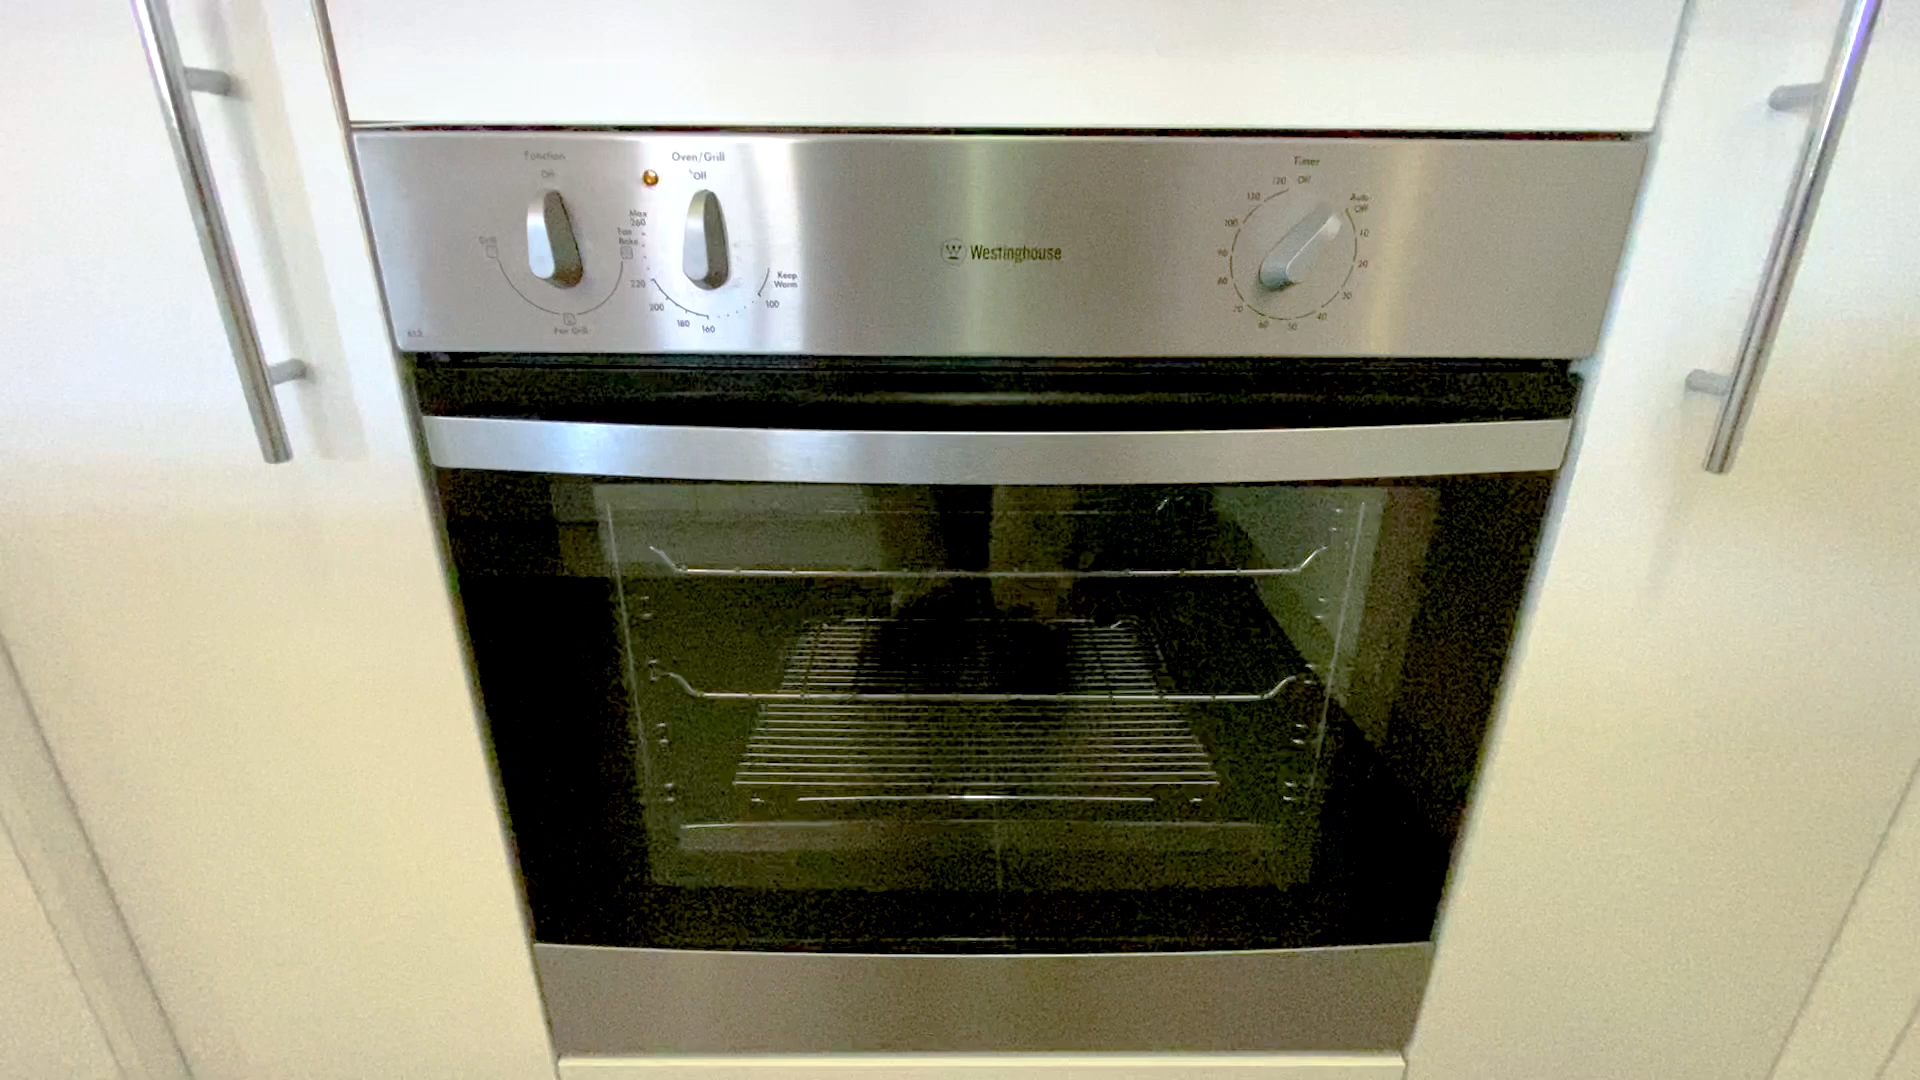 Function
Off
Grill
Fan
Bake
Fan Grill
Oven/Grill
Off
Max
260
220
200
180
160
100
Keep
Warm
Westinghouse
Timer
Off
Auto
Off
10
20
30
40
50
60
70
80
90
100
110
120